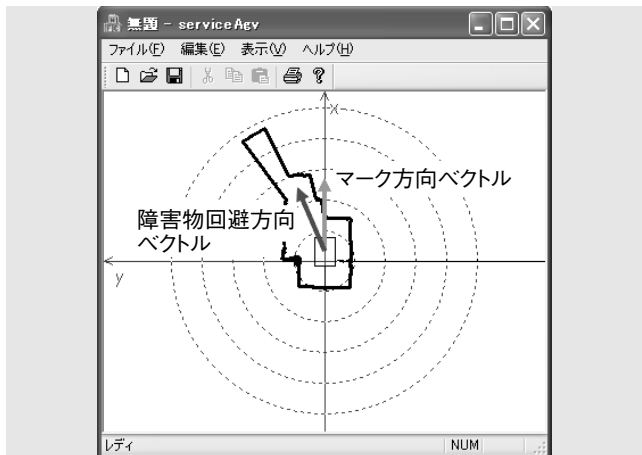 無題 - serviceAgv
ファイル(F) 編集(E) 表示(V) ヘルプ(H)
x
マーク方向ベクトル
障害物回避方向
ベクトル
y
レディ
NUM